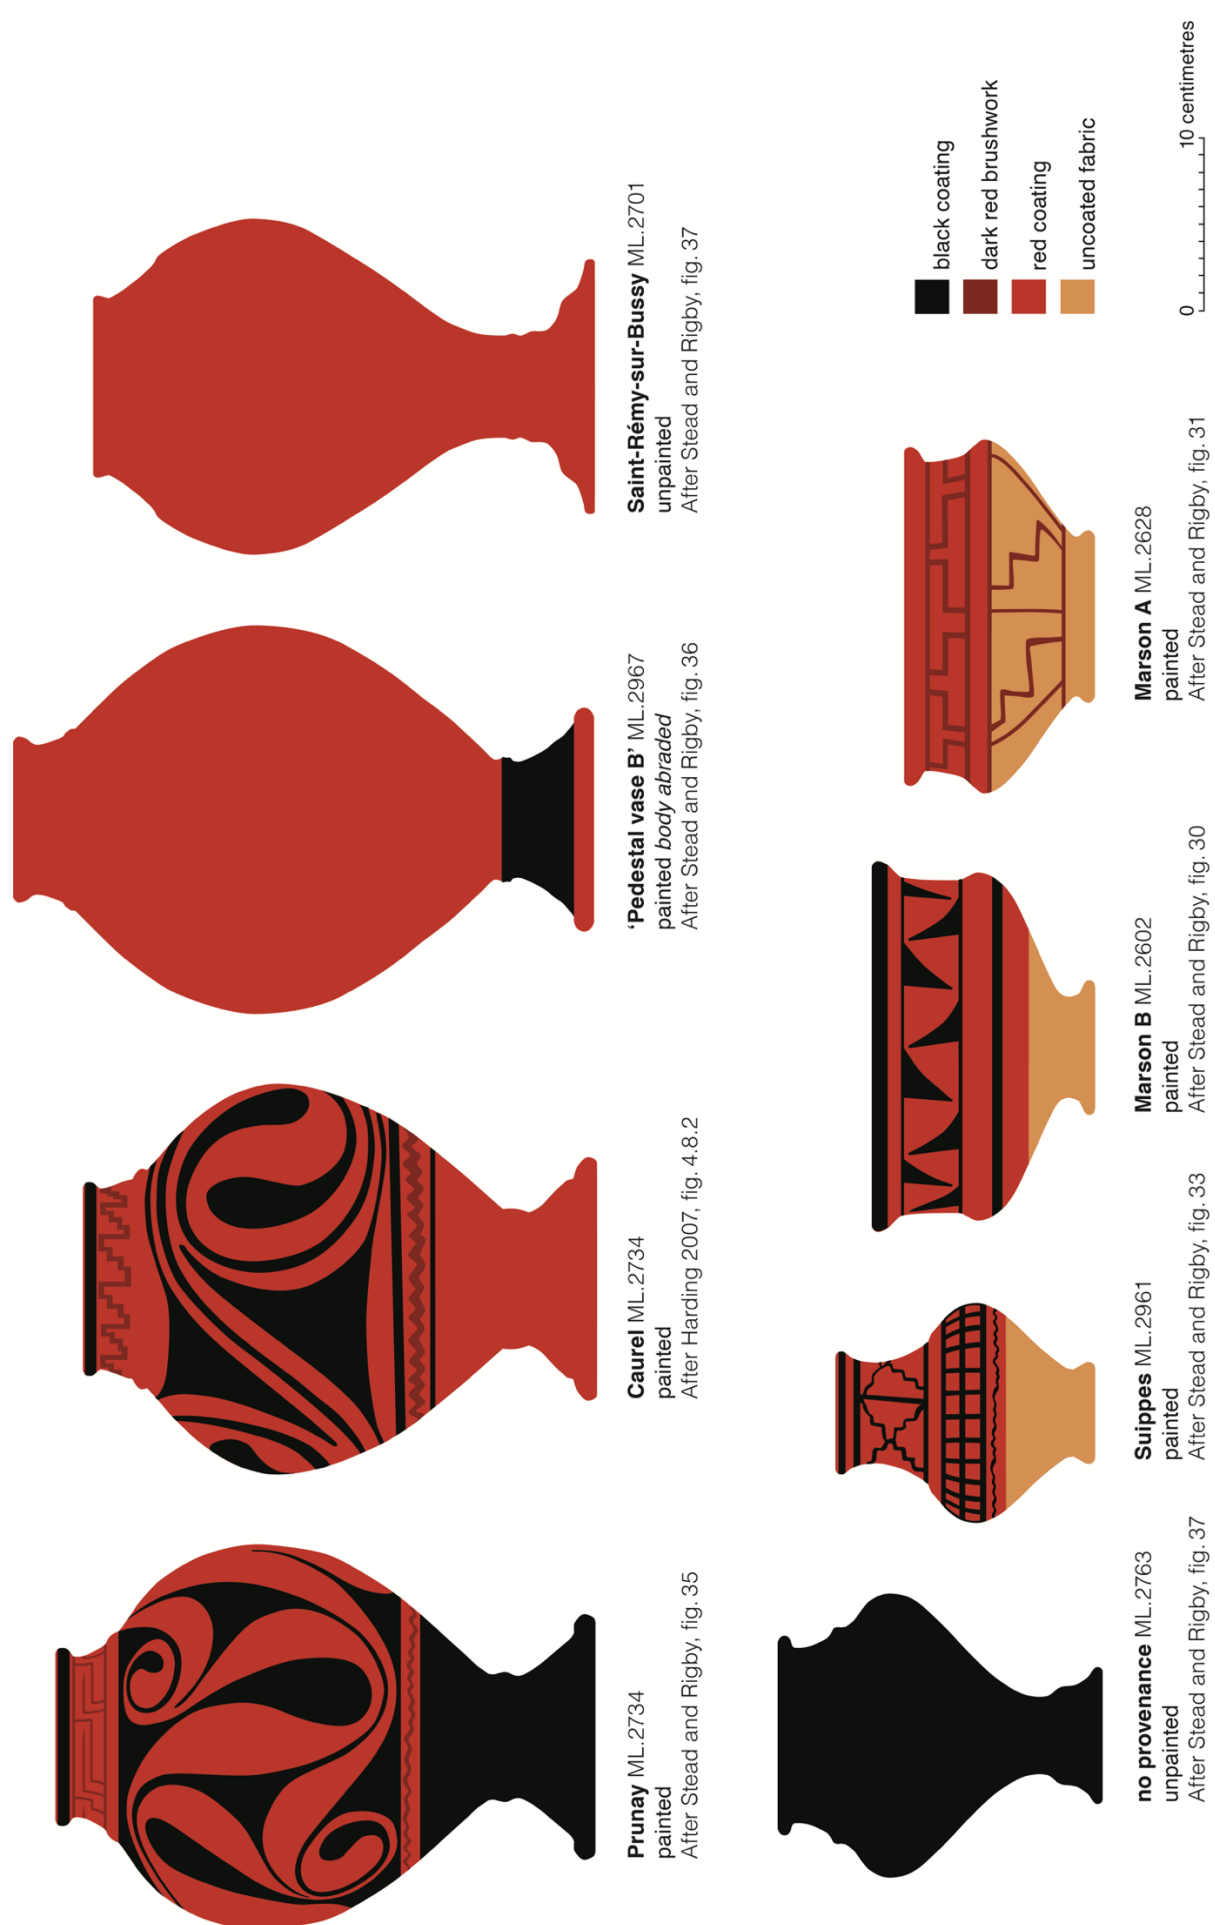 Prunay ML.2734
painted
After Stead and Rigby, fig. 35
Caurel ML.2734
painted
After Harding 2007, fig. 4.8.2
‘Pedestal vase B’ ML.2967
painted body abraded
After Stead and Rigby, fig. 36
Saint-Rémy-sur-Bussy ML.2701
unpainted
After Stead and Rigby, fig. 37
no provenance ML.2763
unpainted
After Stead and Rigby, fig. 37
Suippes ML.2961
painted
After Stead and Rigby, fig. 33
Marson B ML.2602
painted
After Stead and Rigby, fig. 30
Marson A ML.2628
painted
After Stead and Rigby, fig. 31
black coating
dark red brushwork
red coating
uncoated fabric
0 10 centimetres